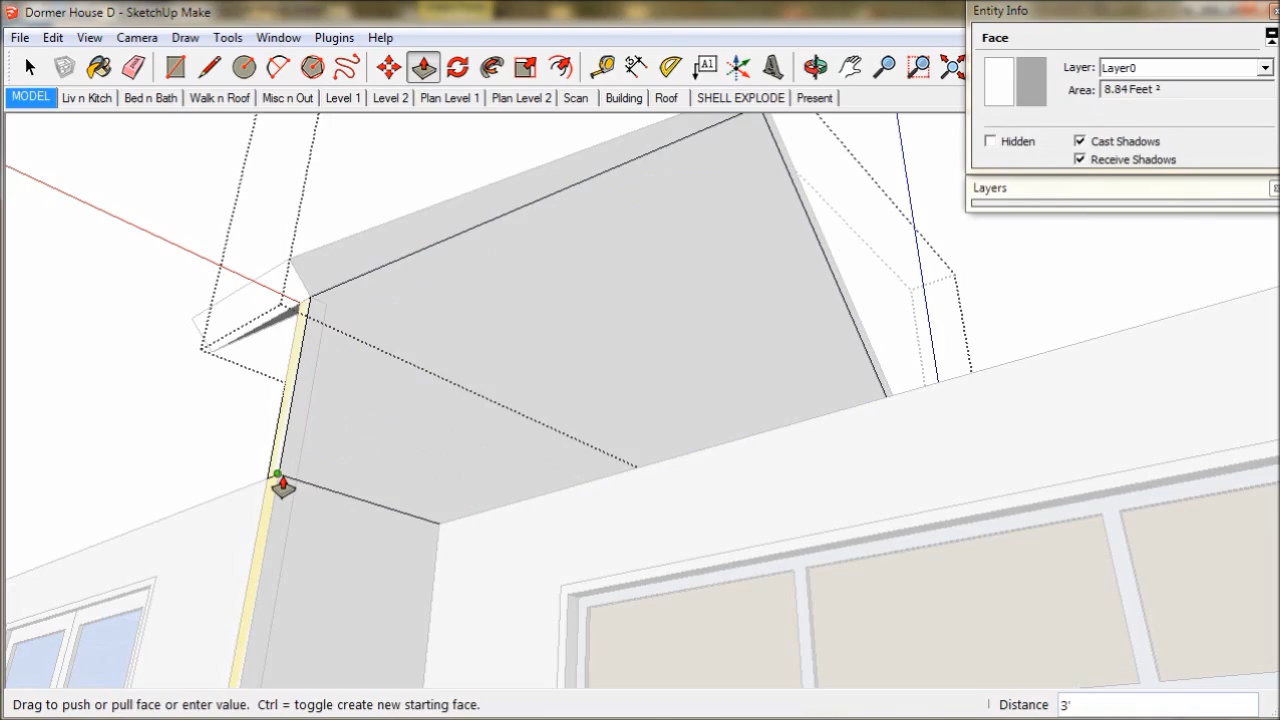 Dormer House D - SketchUp Make
Entity Info
File Edit View Camera Draw Tools Window Plugins Help
Face
A1
Layer: Layer0
Area: 8.84 Feet ²
MODEL Liv n Kitch Bed n Bath Walk n Roof Misc n Out Level 1 Level 2 Plan Level 1 Plan Level 2 Scan Building Roof SHELL EXPLODE Present
Hidden Cast Shadows
Receive Shadows
Layers
Drag to push or pull face or enter value. Ctrl = toggle create new starting face. Distance 3'